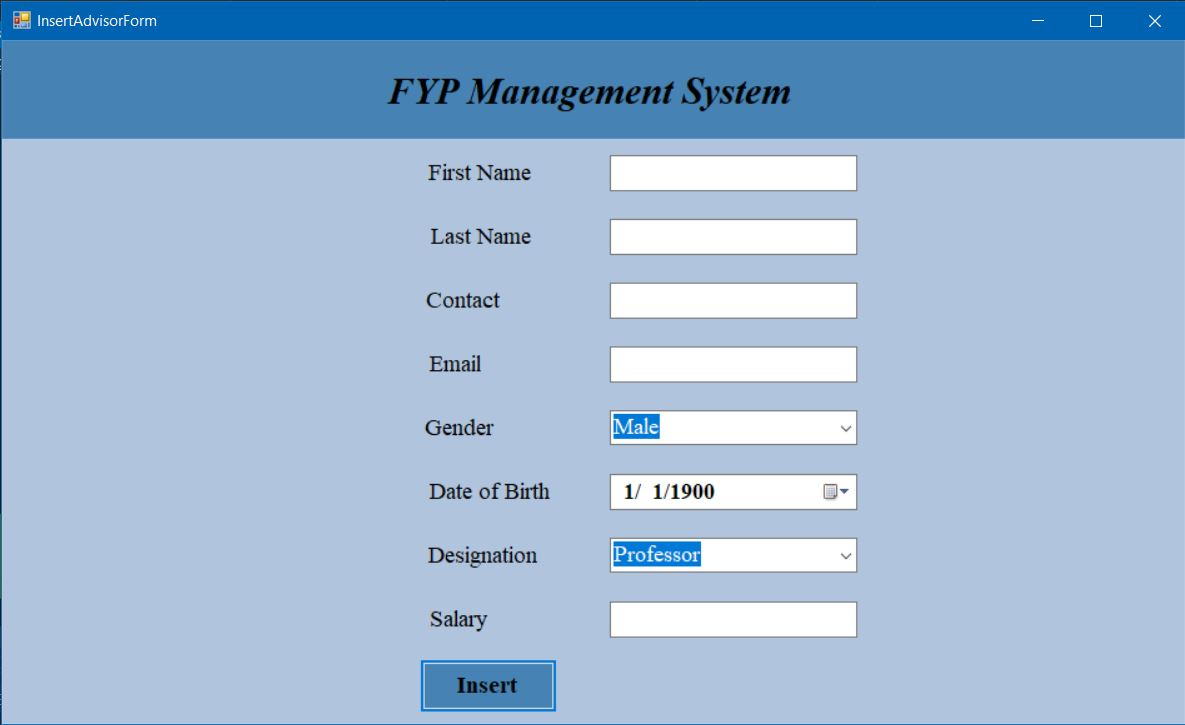 InsertAdvisorForm
FYP Management System
First Name
Last Name
Contact
Email
Gender Male
Date of Birth 1/ 1/1900
Designation Professor
Salary
Insert